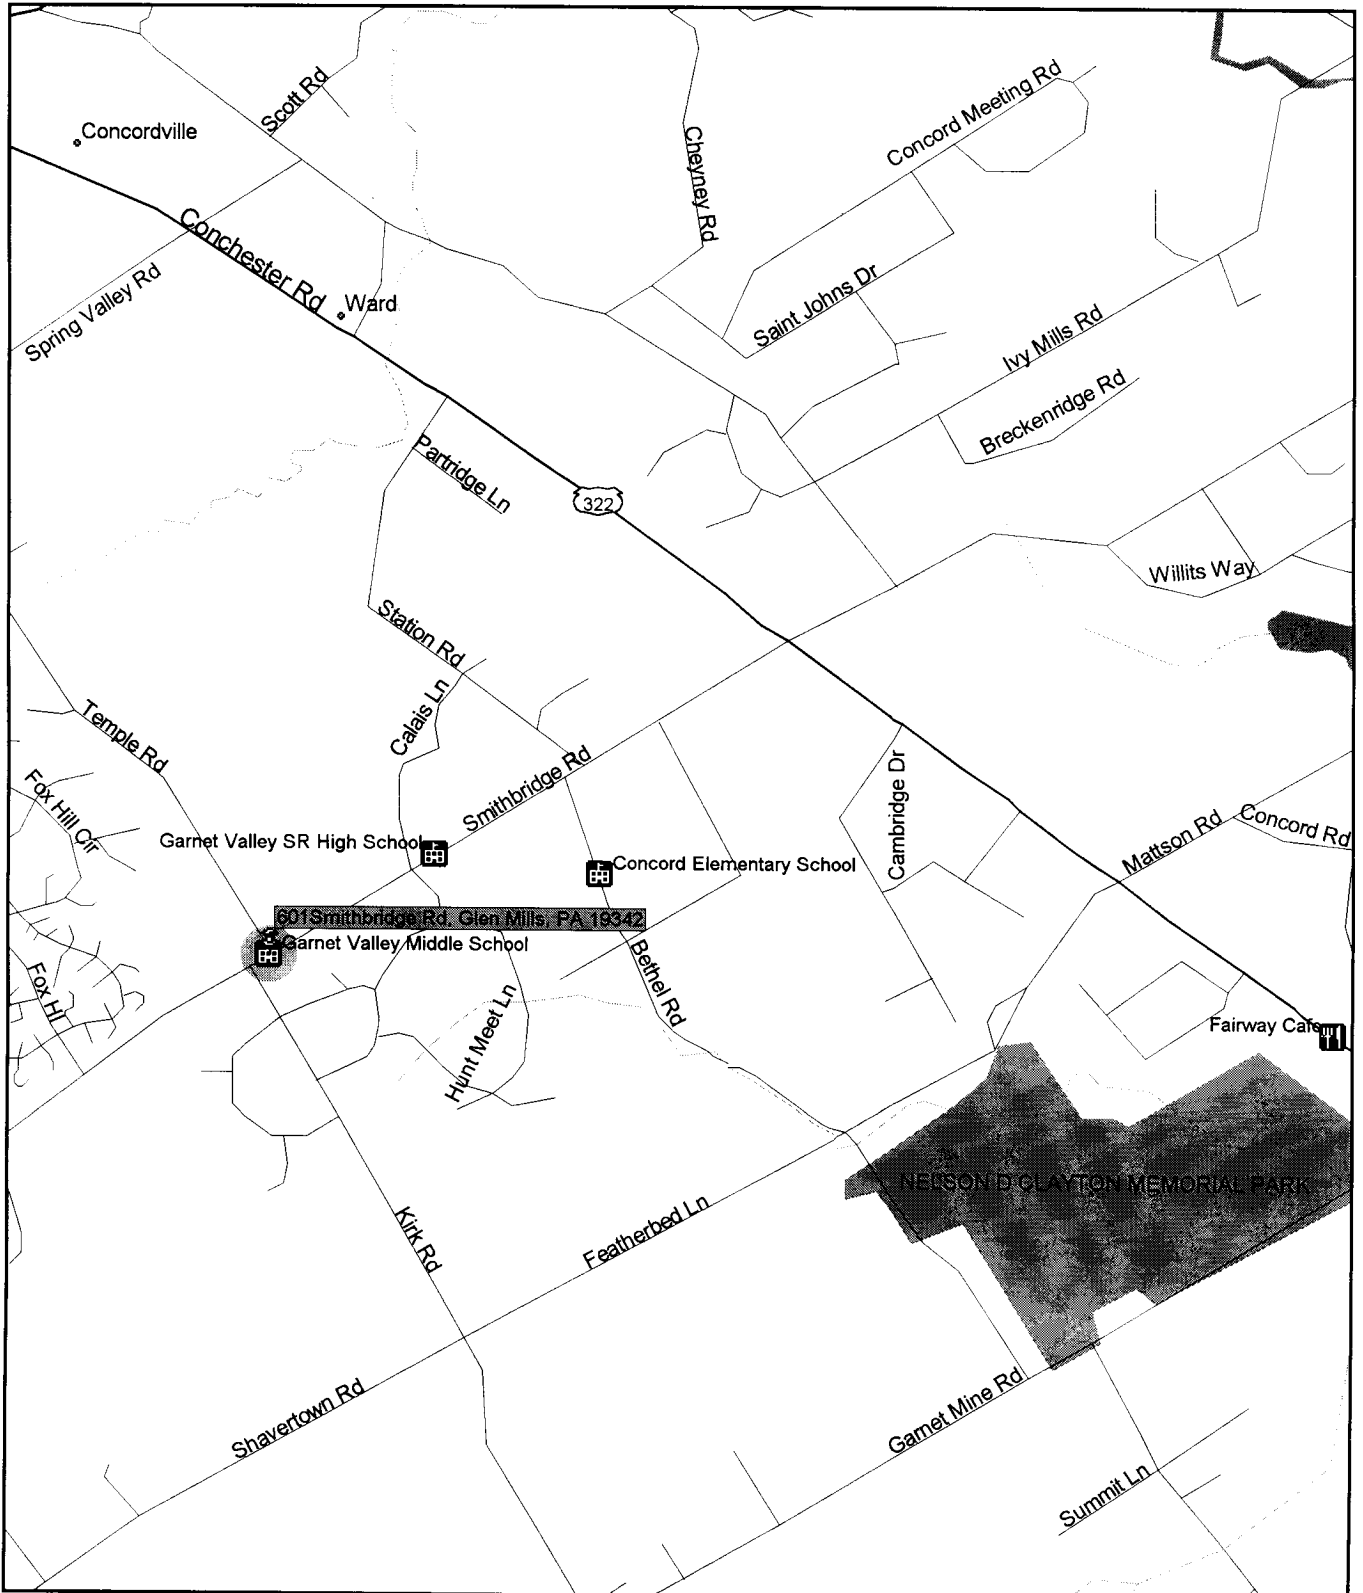 Concord Meeting Rd
Scott Rd
Concordville
Cheyney Rd
Conchester Rd
Spring Valley Rd
Ward
Saint Johns Dr
Ivy Mills Rd
Breckenridge Rd
Partridge Ln
322
Willits Way
Station Rd
Calais Ln
Temple Rd
Smithbridge Rd
Cambridge Dr
Fox Hill Cir
Mattson Rd
Concord Rd
Garnet Valley SR High School
Concord Elementary School
601Smithbridge Rd, Glen Mills, PA 19342
Garnet Valley Middle School
Bethel Rd
Fox Hl
Hunt Meet Ln
Fairway Cafe
NELSON D CLAYTON MEMORIAL PARK
Kirk Rd
Featherbed Ln
Shavertown Rd
Garnet Mine Rd
Summit Ln